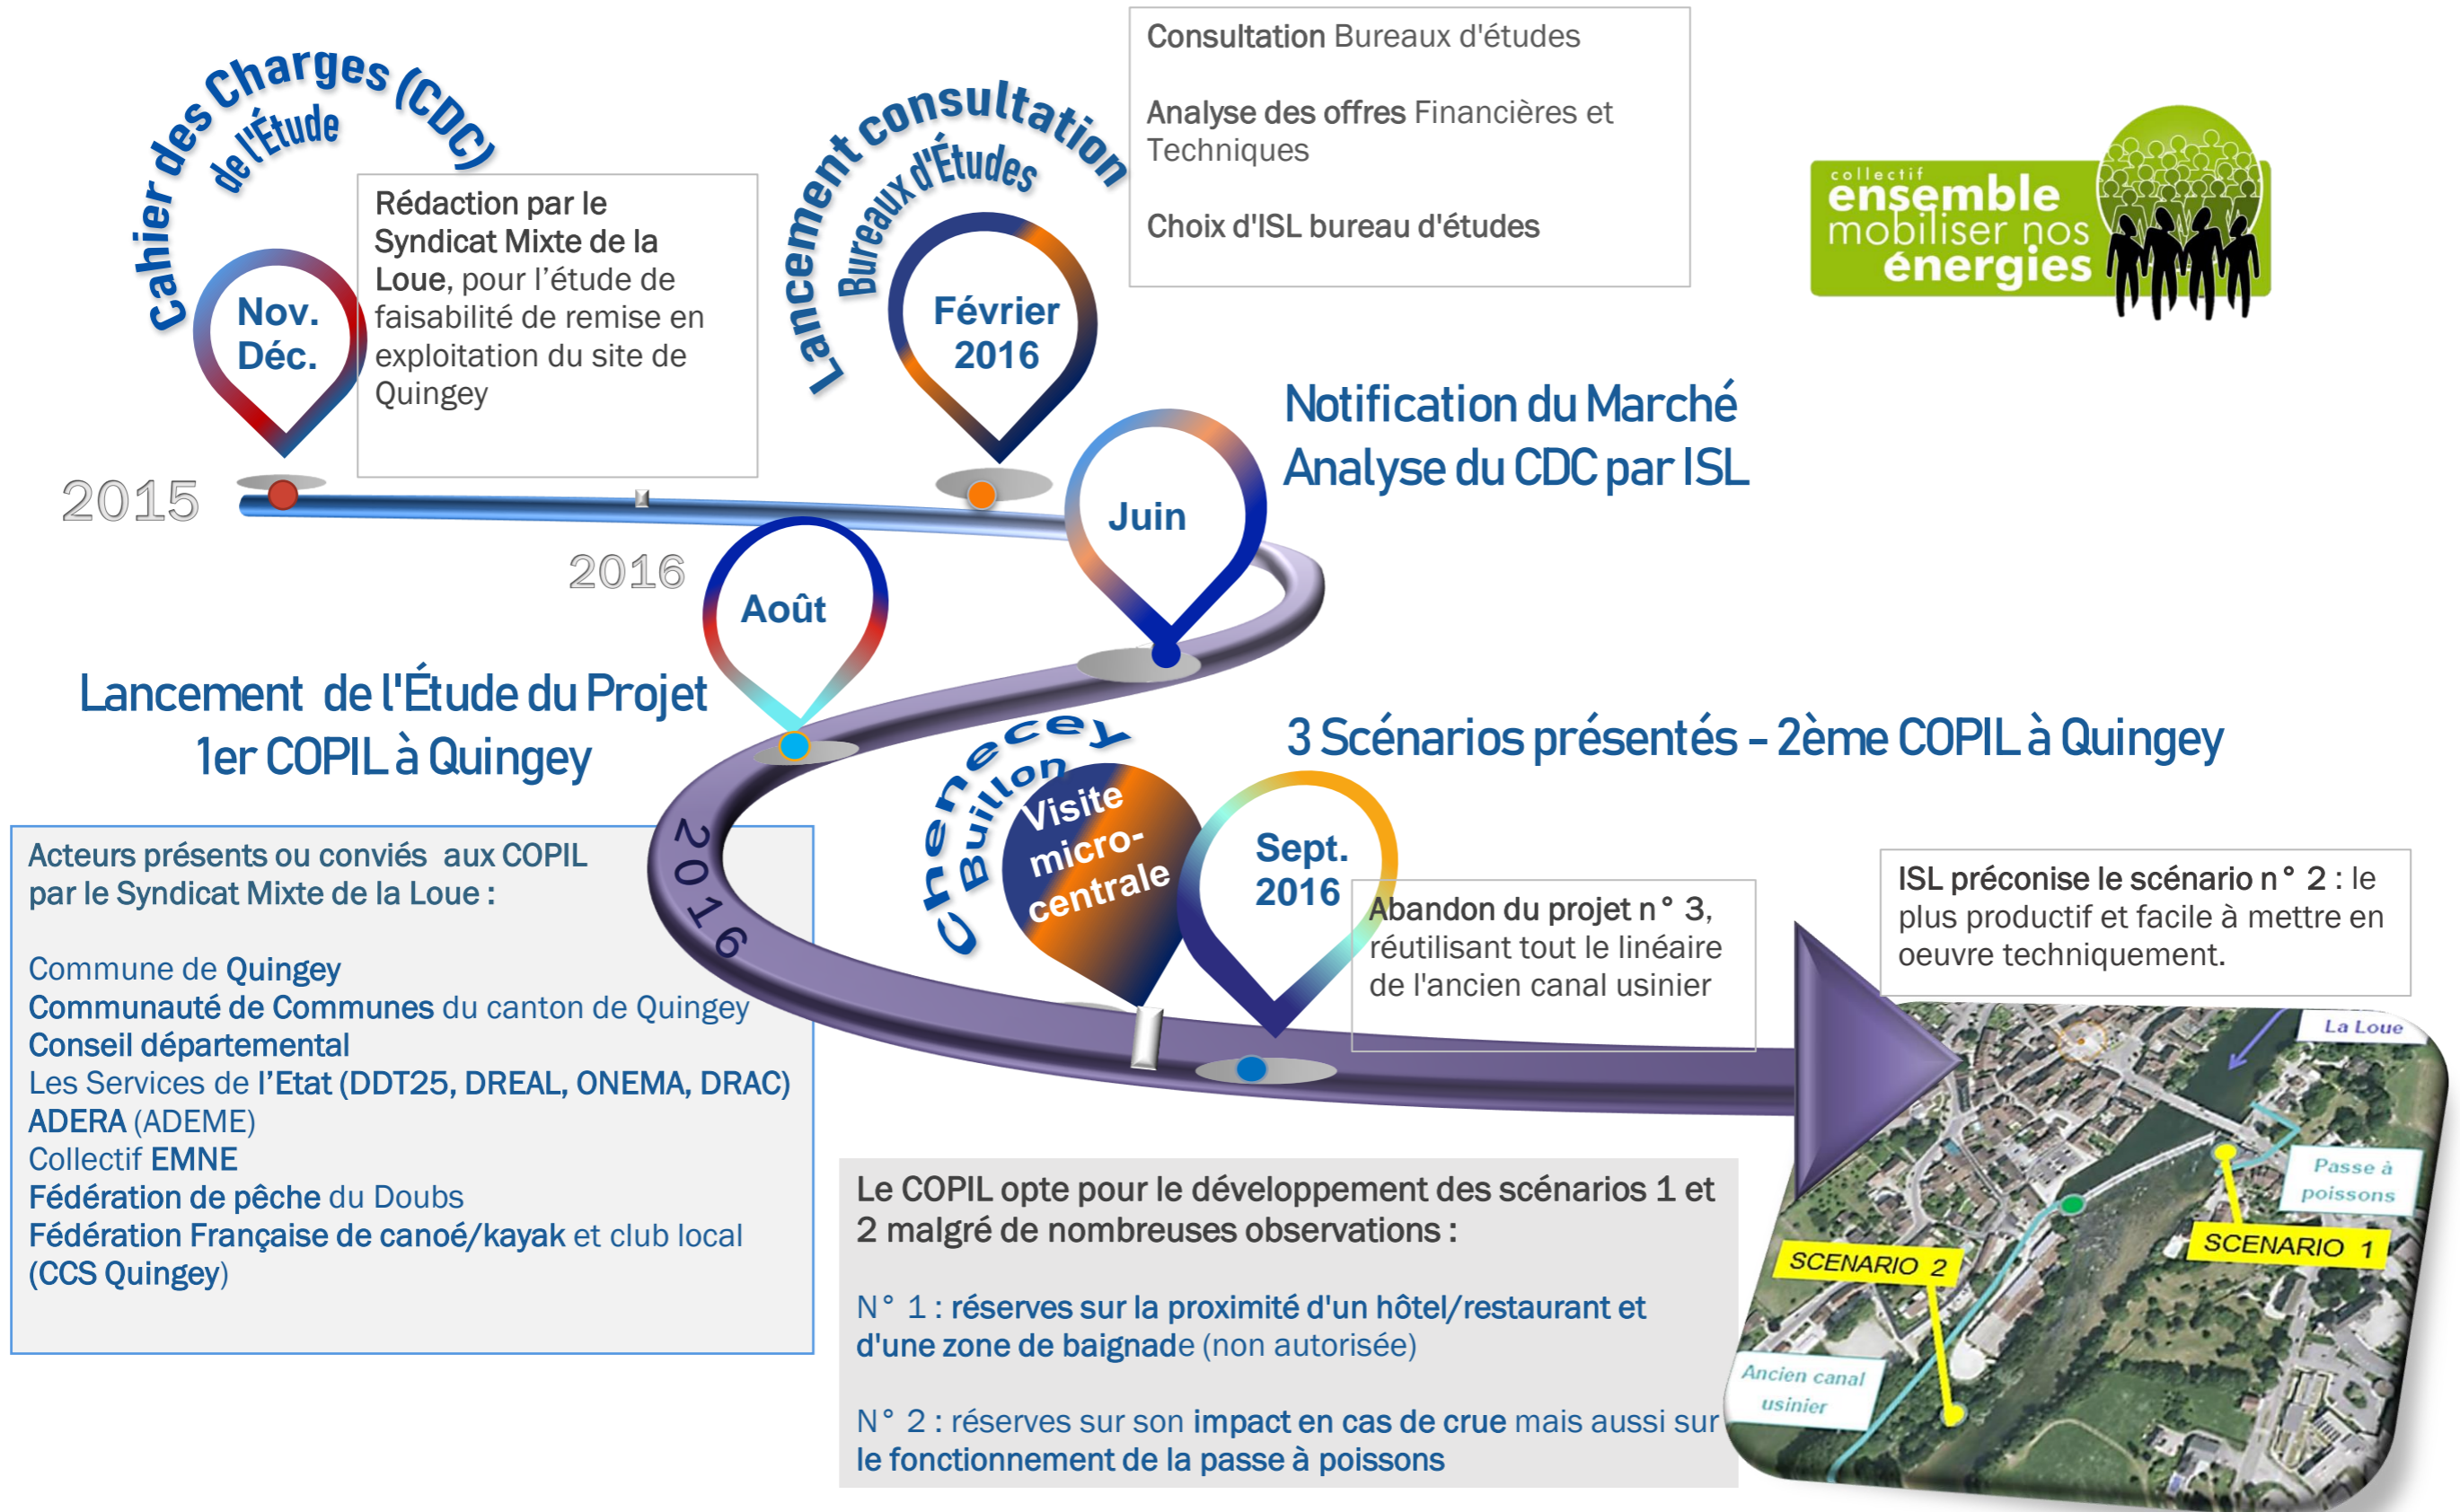 Cahier des Charges (CDC)
de l'Étude
Nov.
Déc.
Rédaction par le
Syndicat Mixte de la
Loue, pour l'étude de
faisabilité de remise en
exploitation du site de
Quingey
2015
Lancement consultation
Bureaux d'Études
Février
2016
Consultation Bureaux d'études
Analyse des offres Financières et
Techniques
Choix d'ISL bureau d'études
collectif
ensemble
mobiliser nos
énergies
Juin
Notification du Marché
Analyse du CDC par ISL
2016
Août
Lancement de l'Étude du Projet
1er COPIL à Quingey
Acteurs présents ou conviés aux COPIL
par le Syndicat Mixte de la Loue :
Commune de Quingey
Communauté de Communes du canton de Quingey
Conseil départemental
Les Services de l'Etat (DDT25, DREAL, ONEMA, DRAC)
ADERA (ADEME)
Collectif EMNE
Fédération de pêche du Doubs
Fédération Française de canoé/kayak et club local
(CCS Quingey)
2016
Chenecey
Buillon
Visite
micro-
centrale
3 Scénarios présentés - 2ème COPIL à Quingey
Sept.
2016
Abandon du projet n° 3,
réutilisant tout le linéaire
de l'ancien canal usinier
Le COPIL opte pour le développement des scénarios 1 et
2 malgré de nombreuses observations :
N° 1 : réserves sur la proximité d'un hôtel/restaurant et
d'une zone de baignade (non autorisée)
N° 2 : réserves sur son impact en cas de crue mais aussi sur
le fonctionnement de la passe à poissons
ISL préconise le scénario n° 2 : le
plus productif et facile à mettre en
oeuvre techniquement.
La Loue
Passe à
poissons
SCENARIO 1
SCENARIO 2
Ancien canal
usinier